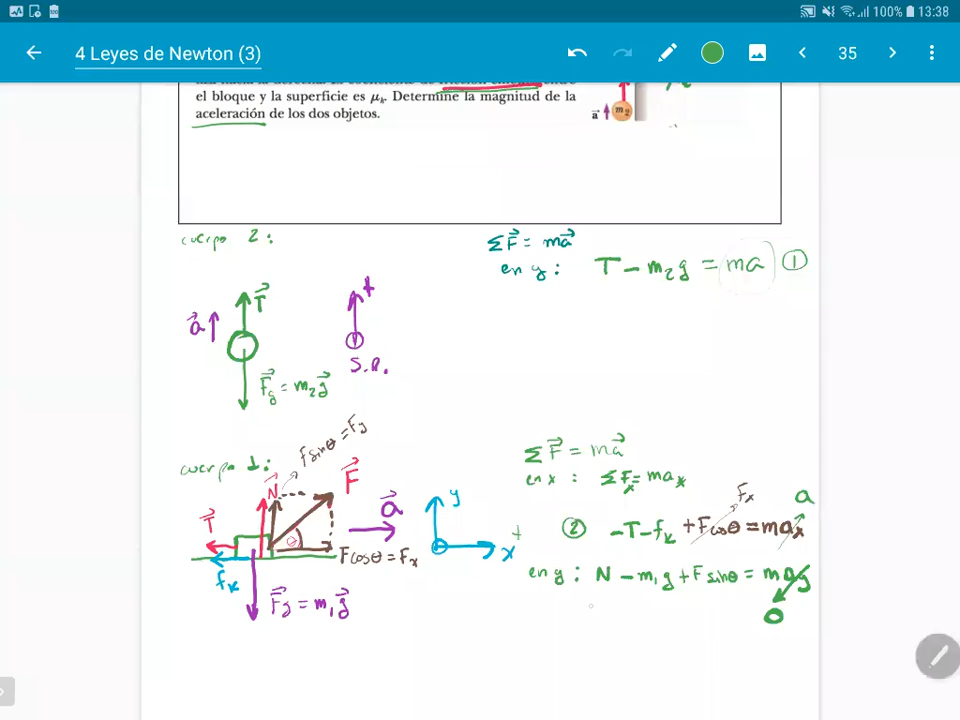 100% 13:38
4 Leyes de Newton (3)
35
el bloque y la superficie es μk. Determine la magnitud de la
aceleración de los dos objetos.
a⃗ m2
cuerpo 2:
ΣF⃗ = ma⃗
en y: T - m2g = ma ①
T⃗
a⃗
+
S.R.
F⃗g = m2g⃗
cuerpo 1:
F sinθ = Fy
N⃗
F⃗
T⃗
a⃗
y
θ
x
+
fk
F cosθ = Fx
F⃗g = m1g⃗
ΣF⃗ = ma⃗
en x: ΣFx = max
Fx
a
② -T - fk + F cosθ = max
en y: N - m1g + F sinθ = may
0